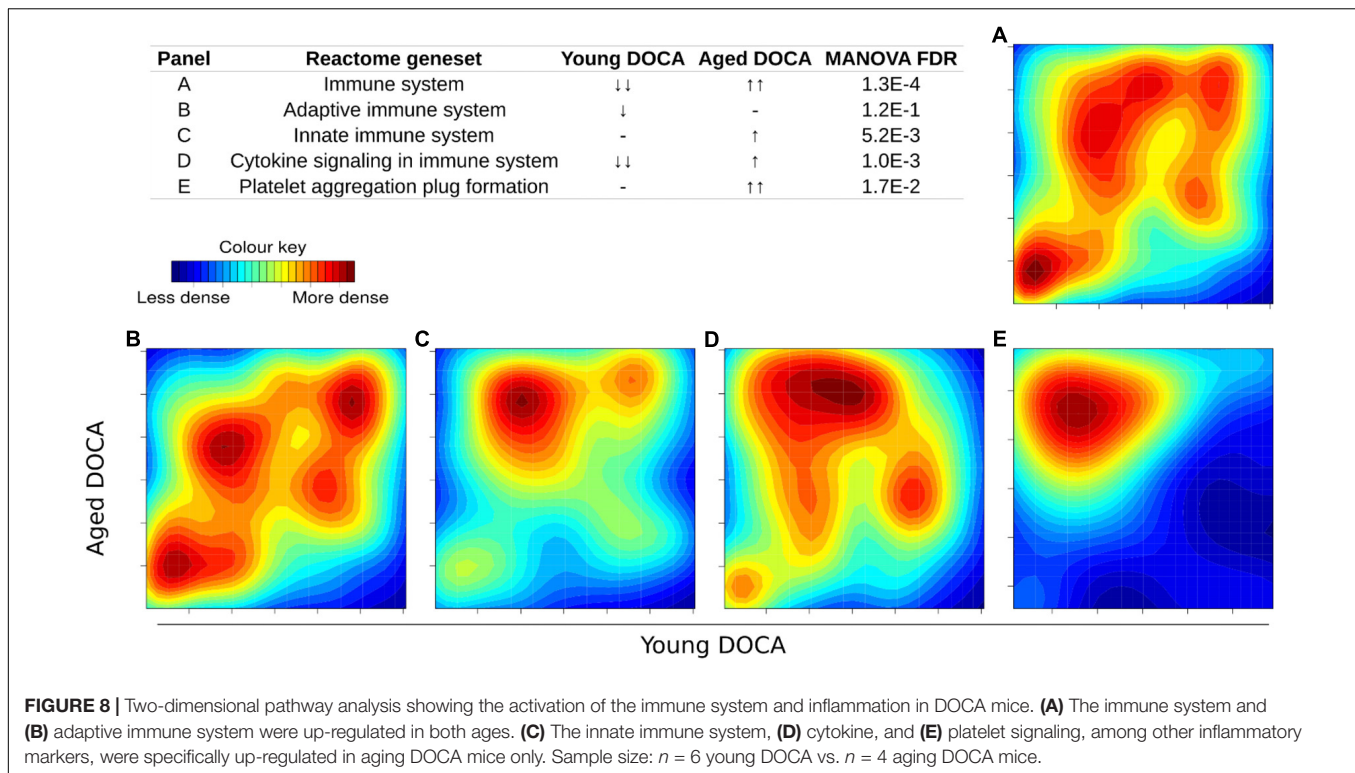 A
Panel Reactome geneset Young DOCA Aged DOCA MANOVA FDR
A Immune system ↓↓ ↑↑ 1.3E-4
B Adaptive immune system ↓ - 1.2E-1
C Innate immune system - ↑ 5.2E-3
D Cytokine signaling in immune system ↓↓ ↑ 1.0E-3
E Platelet aggregation plug formation - ↑↑ 1.7E-2
Colour key
Less dense More dense
B C D E
Aged DOCA
Young DOCA
FIGURE 8 | Two-dimensional pathway analysis showing the activation of the immune system and inflammation in DOCA mice. (A) The immune system and
(B) adaptive immune system were up-regulated in both ages. (C) The innate immune system, (D) cytokine, and (E) platelet signaling, among other inflammatory
markers, were specifically up-regulated in aging DOCA mice only. Sample size: n = 6 young DOCA vs. n = 4 aging DOCA mice.